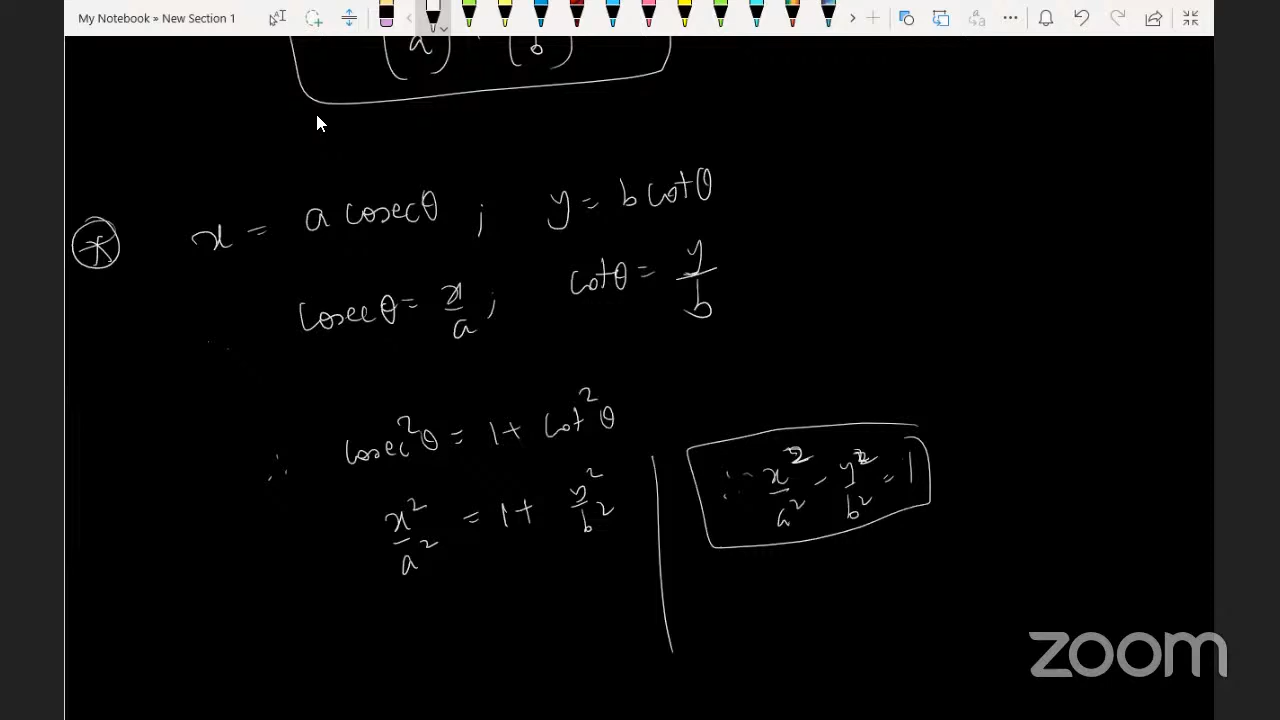 My Notebook » New Section 1
a b
x = a cosecθ ; y = b cotθ
cosecθ = x/a ; cotθ = y/b
∴ cosec²θ = 1 + cot²θ
x²/a² = 1 + y²/b²
∴ x²/a² - y²/b² = 1
zoom